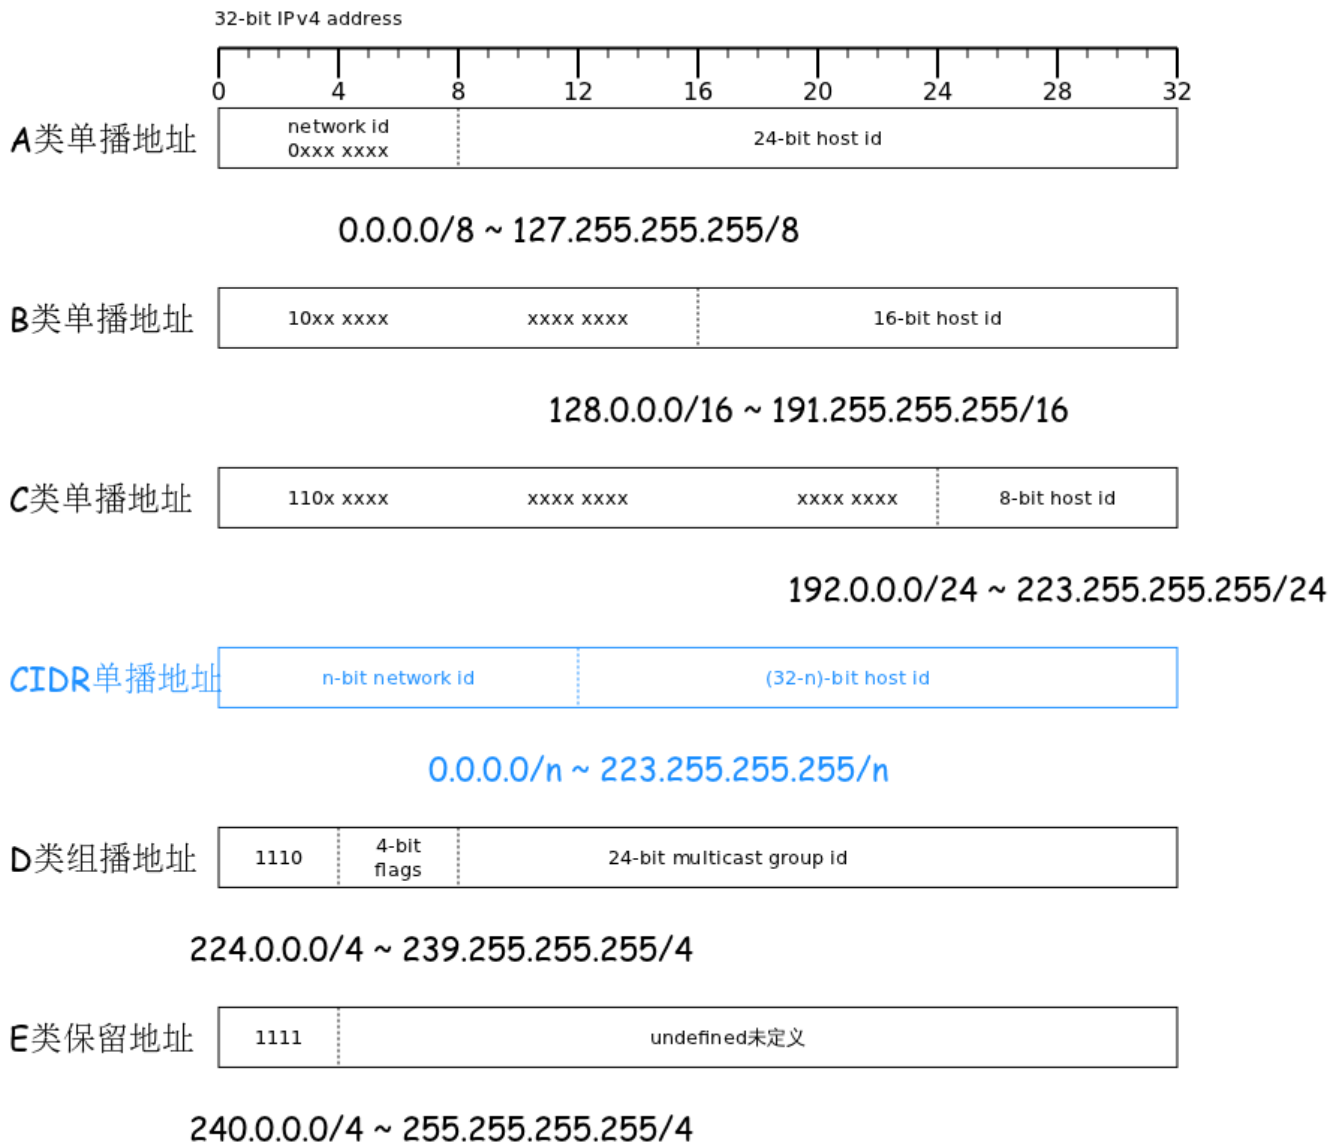 32-bit IPv4 address
0 4 8 12 16 20 24 28 32
A类单播地址
network id
0xxx xxxx
24-bit host id
0.0.0.0/8 ~ 127.255.255.255/8
B类单播地址
10xx xxxx
xxxx xxxx
16-bit host id
128.0.0.0/16 ~ 191.255.255.255/16
C类单播地址
110x xxxx
xxxx xxxx
xxxx xxxx
8-bit host id
192.0.0.0/24 ~ 223.255.255.255/24
CIDR单播地址
n-bit network id
(32-n)-bit host id
0.0.0.0/n ~ 223.255.255.255/n
D类组播地址
1110
4-bit
flags
24-bit multicast group id
224.0.0.0/4 ~ 239.255.255.255/4
E类保留地址
1111
undefined未定义
240.0.0.0/4 ~ 255.255.255.255/4